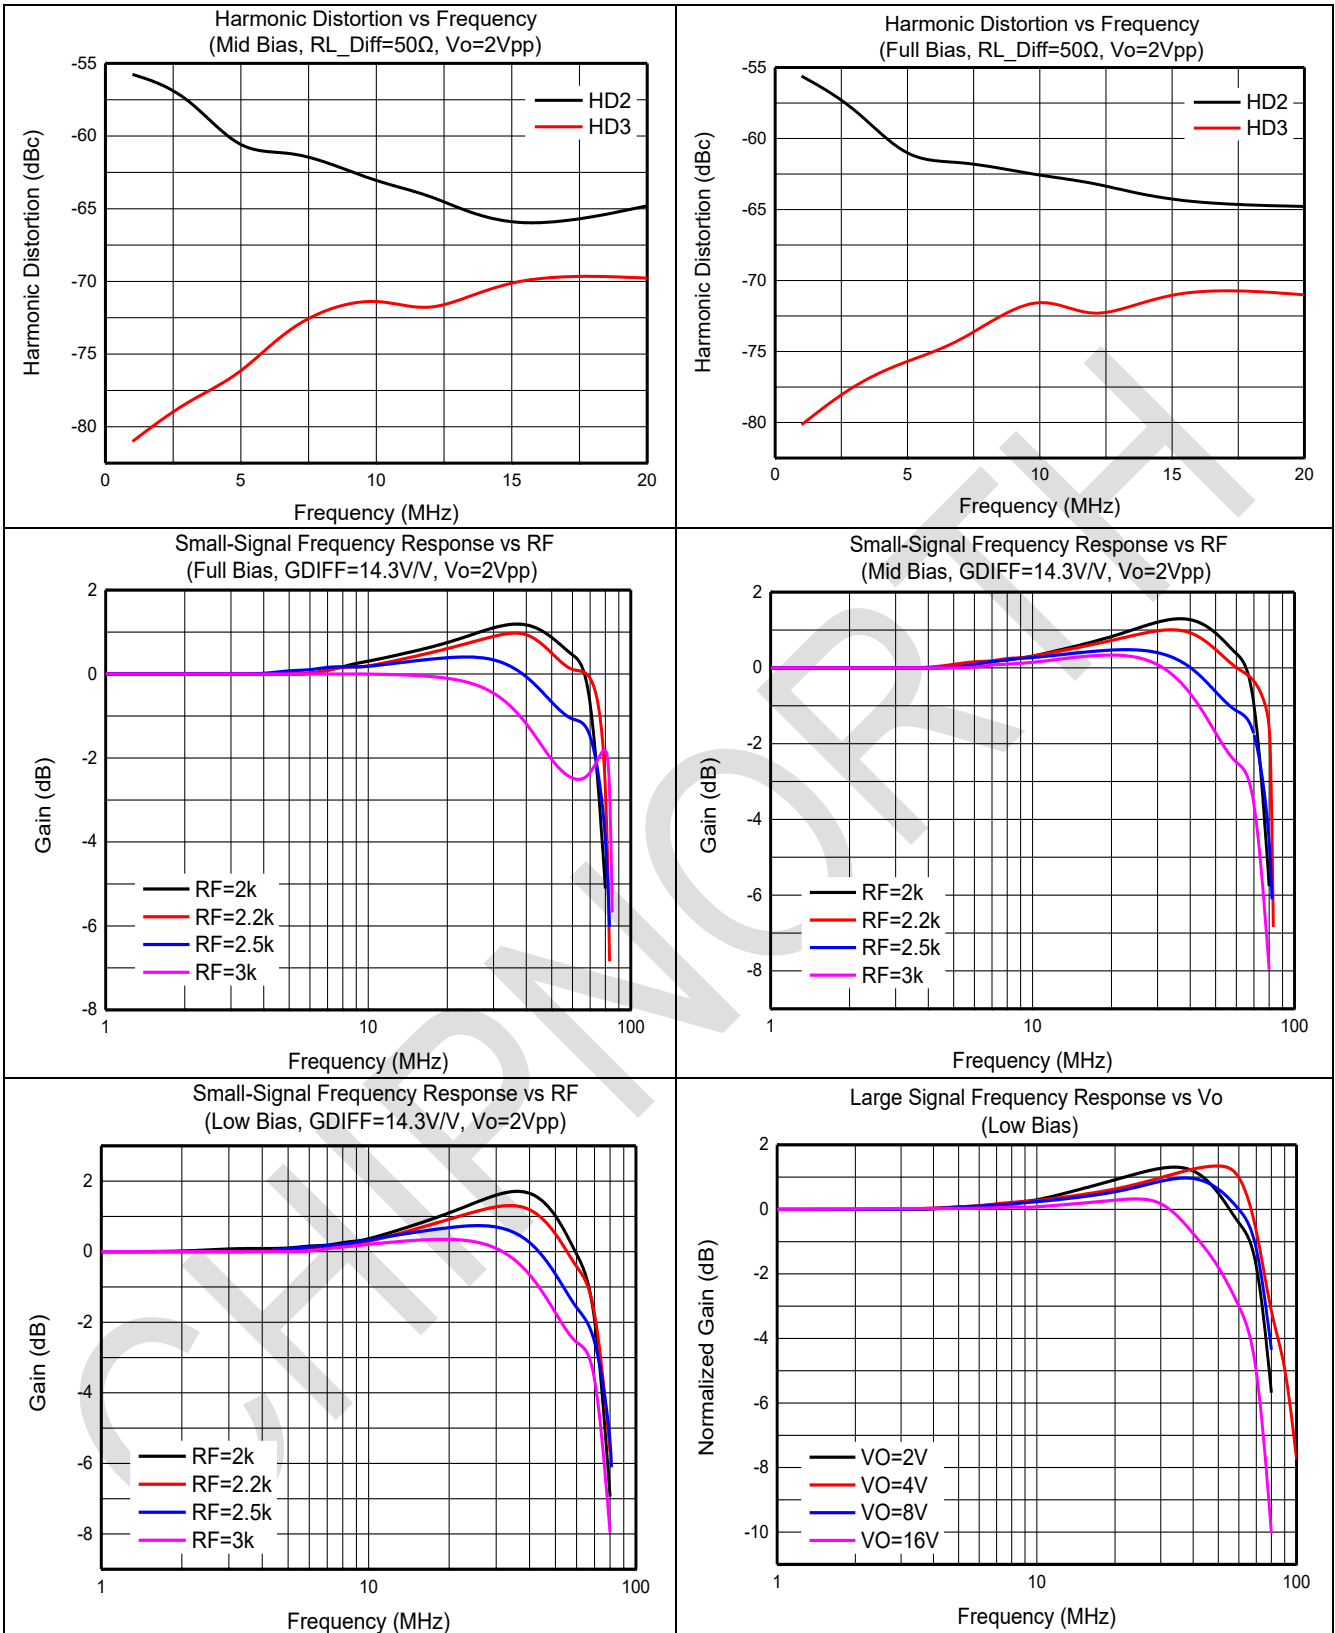 Harmonic Distortion vs Frequency
(Mid Bias, RL_Diff=50Ω, Vo=2Vpp)
-55
-60
-65
-70
-75
-80
Harmonic Distortion (dBc)
HD2
HD3
0 5 10 15 20
Frequency (MHz)
Harmonic Distortion vs Frequency
(Full Bias, RL_Diff=50Ω, Vo=2Vpp)
-55
-60
-65
-70
-75
-80
Harmonic Distortion (dBc)
HD2
HD3
0 5 10 15 20
Frequency (MHz)
Small-Signal Frequency Response vs RF
(Full Bias, GDIFF=14.3V/V, Vo=2Vpp)
2
0
-2
-4
-6
-8
Gain (dB)
RF=2k
RF=2.2k
RF=2.5k
RF=3k
1 10 100
Frequency (MHz)
Small-Signal Frequency Response vs RF
(Mid Bias, GDIFF=14.3V/V, Vo=2Vpp)
2
0
-2
-4
-6
-8
Gain (dB)
RF=2k
RF=2.2k
RF=2.5k
RF=3k
1 10 100
Frequency (MHz)
Small-Signal Frequency Response vs RF
(Low Bias, GDIFF=14.3V/V, Vo=2Vpp)
2
0
-2
-4
-6
-8
Gain (dB)
RF=2k
RF=2.2k
RF=2.5k
RF=3k
1 10 100
Frequency (MHz)
Large Signal Frequency Response vs Vo
(Low Bias)
2
0
-2
-4
-6
-8
-10
Normalized Gain (dB)
VO=2V
VO=4V
VO=8V
VO=16V
1 10 100
Frequency (MHz)
CHIPNORTH